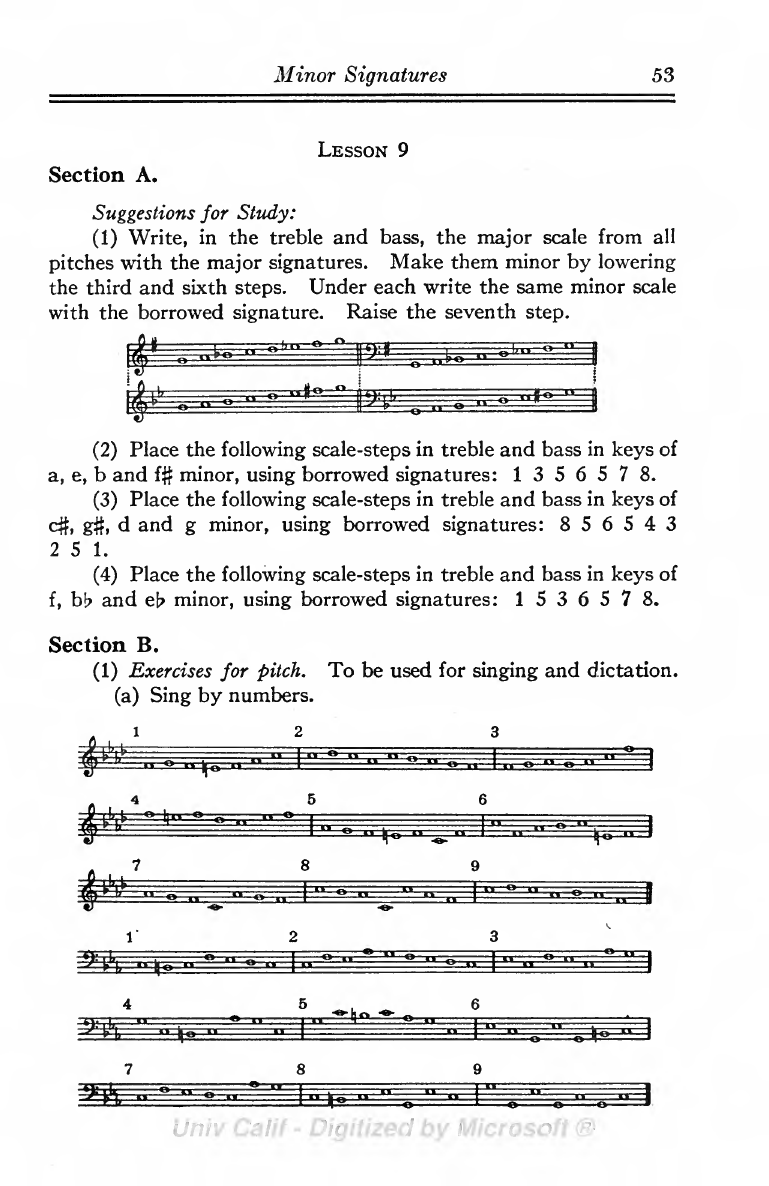 Minor Signatures 53
LESSON 9
Section A.
Suggestions for Study:
(1) Write, in the treble and bass, the major scale from all
pitches with the major signatures. Make them minor by lowering
the third and sixth steps. Under each write the same minor scale
with the borrowed signature. Raise the seventh step.
(2) Place the following scale-steps in treble and bass in keys of
a, e, b and f♯ minor, using borrowed signatures: 1 3 5 6 5 7 8.
(3) Place the following scale-steps in treble and bass in keys of
c♯, g♯, d and g minor, using borrowed signatures: 8 5 6 5 4 3
2 5 1.
(4) Place the following scale-steps in treble and bass in keys of
f, b♭ and e♭ minor, using borrowed signatures: 1 5 3 6 5 7 8.
Section B.
(1) Exercises for pitch. To be used for singing and dictation.
(a) Sing by numbers.
1 2 3
4 5 6
7 8 9
1 2 3
4 5 6
7 8 9
Univ Calif - Digitized by Microsoft ®